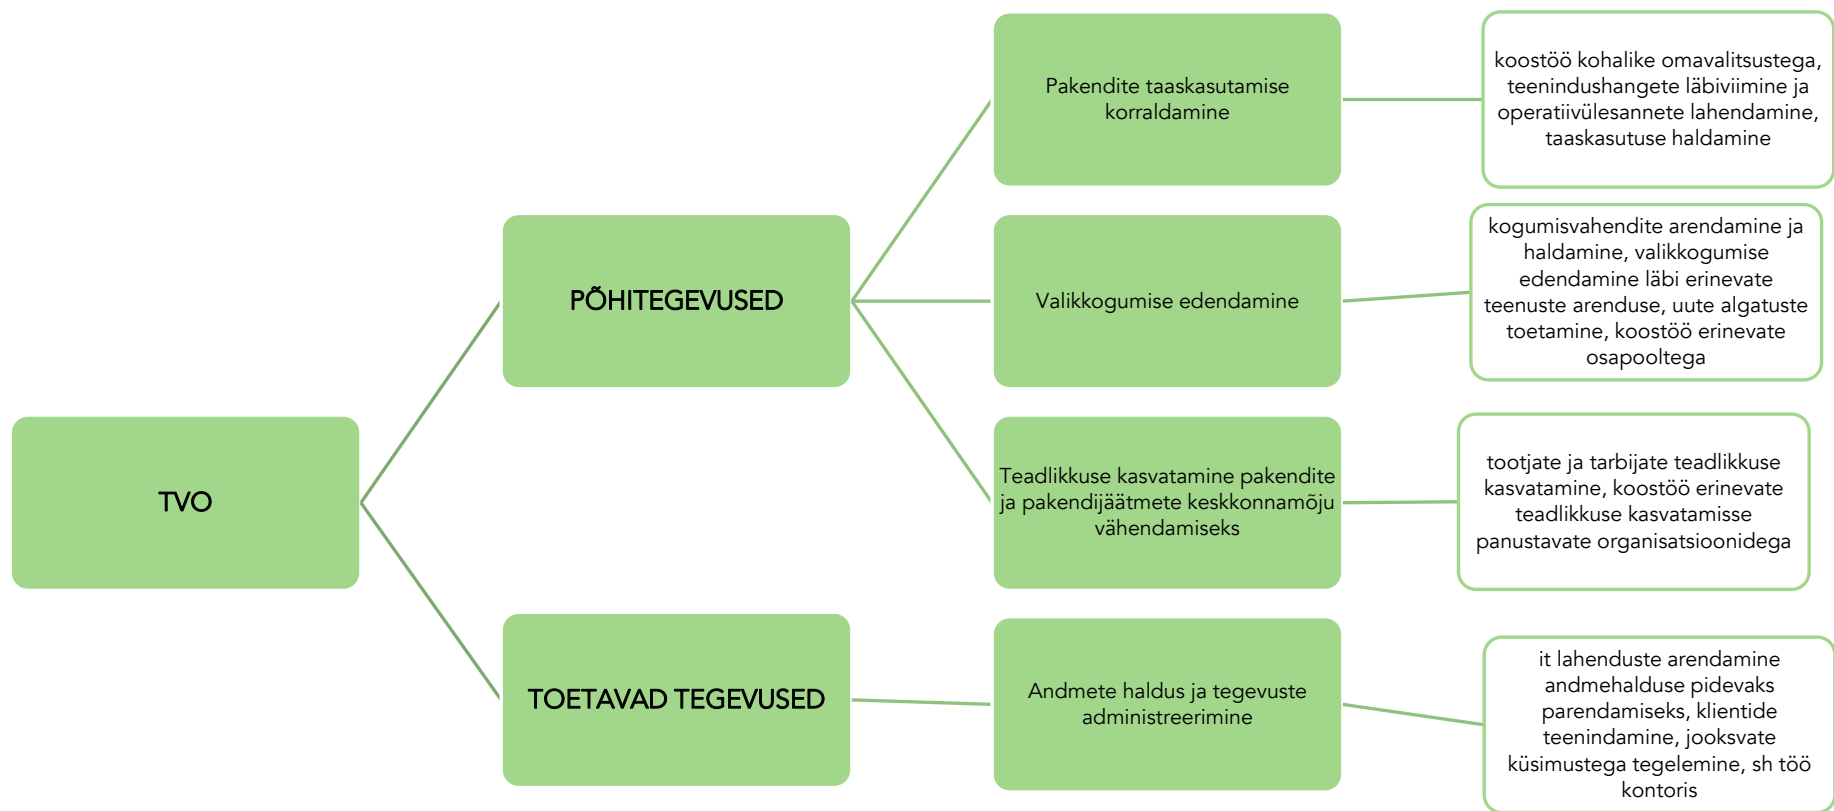 TVO
PÕHITEGEVUSED
Pakendite taaskasutamise
korraldamine
koostöö kohalike omavalitsustega,
teenindushangete läbiviimine ja
operatiivülesannete lahendamine,
taaskasutuse haldamine
Valikkogumise edendamine
kogumisvahendite arendamine ja
haldamine, valikkogumise
edendamine läbi erinevate
teenuste arenduse, uute algatuste
toetamine, koostöö erinevate
osapooltega
Teadlikkuse kasvatamine pakendite
ja pakendijäätmete keskkonnamõju
vähendamiseks
tootjate ja tarbijate teadlikkuse
kasvatamine, koostöö erinevate
teadlikkuse kasvatamisse
panustavate organisatsioonidega
TOETAVAD TEGEVUSED
Andmete haldus ja tegevuste
administreerimine
it lahenduste arendamine
andmehalduse pidevaks
parendamiseks, klientide
teenindamine, jooksvate
küsimustega tegelemine, sh töö
kontoris